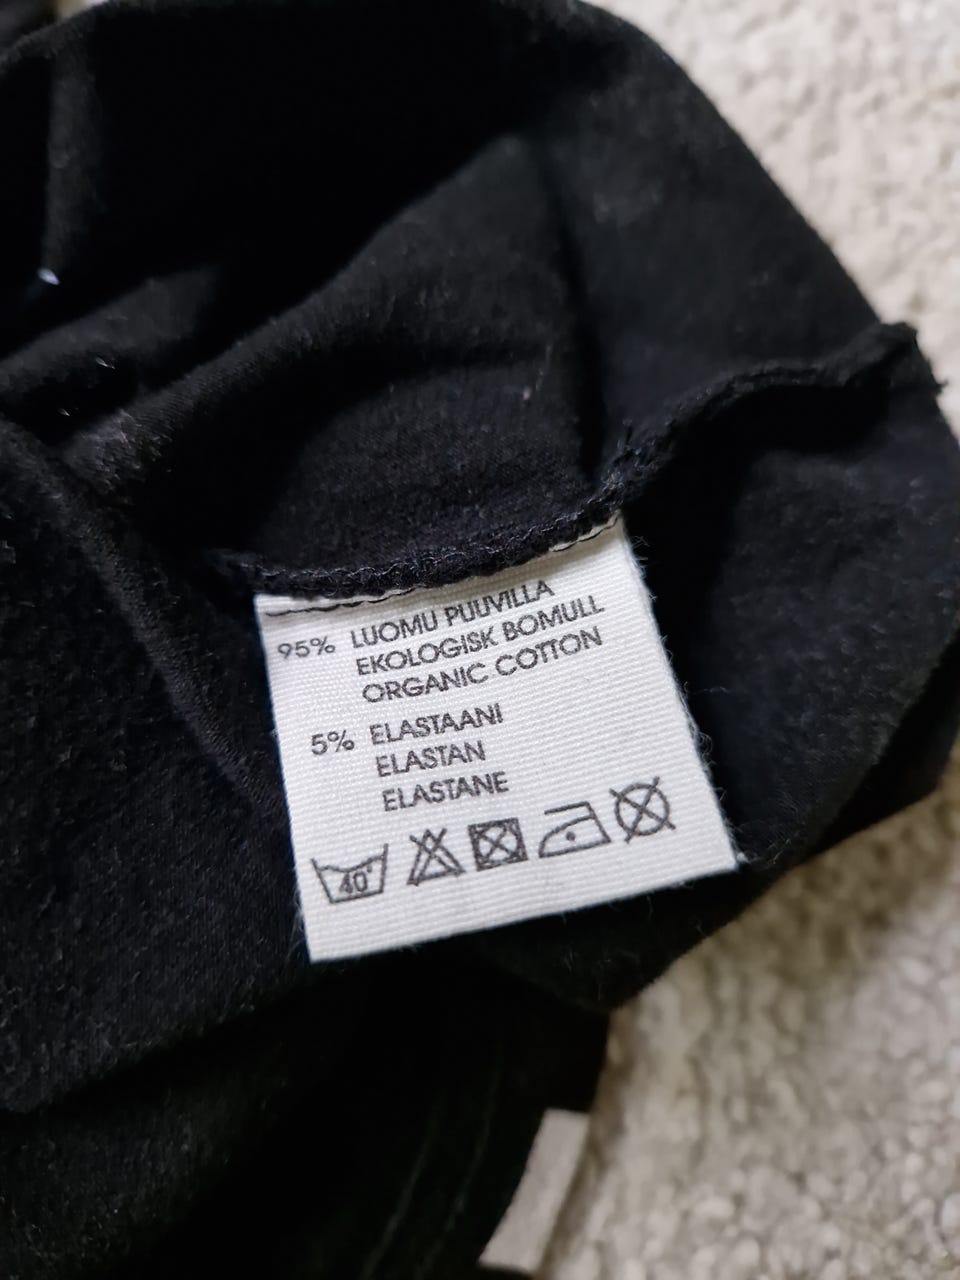 95% LUOMU PUUVILLA
EKOLOGISK BOMULL
ORGANIC COTTON
5% ELASTAANI
ELASTAN
ELASTANE
40°